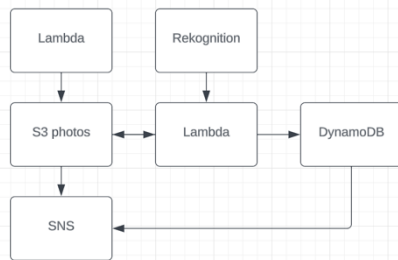 Lambda
Rekognition
S3 photos
Lambda
DynamoDB
SNS